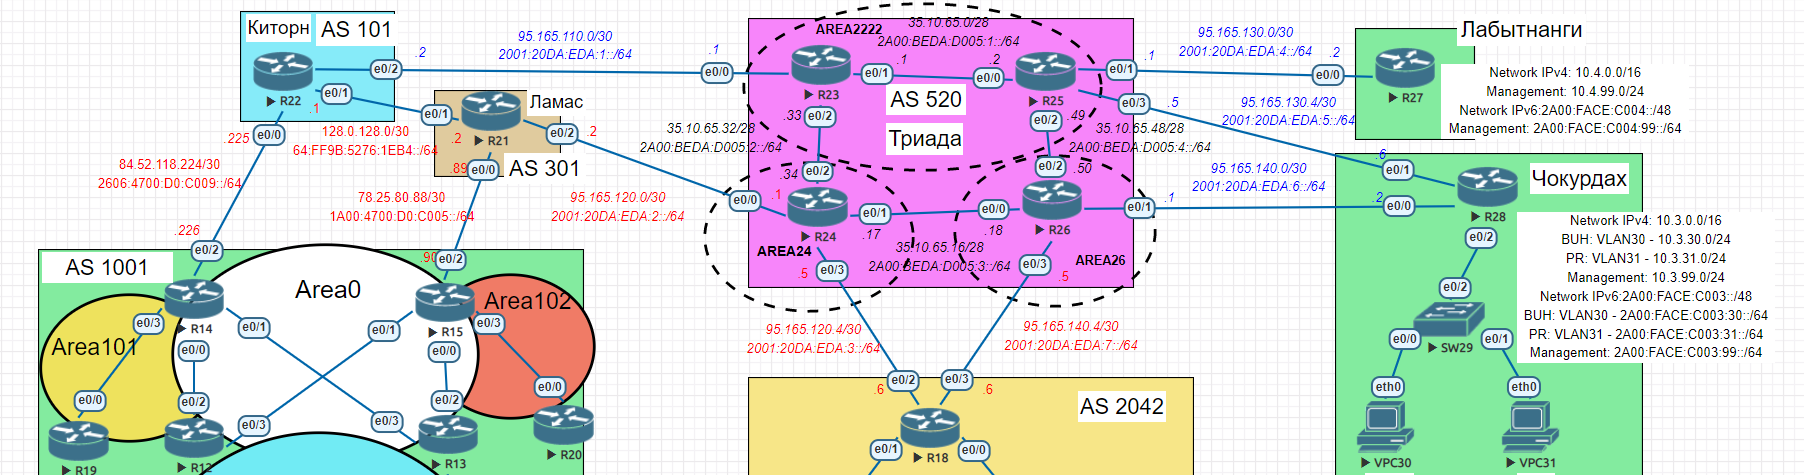 Киторн
AS 101
R22
e0/2
.2
e0/1
.1
e0/0
.225
95.165.110.0/30
2001:20DA:EDA:1::/64
.1
e0/0
84.52.118.224/30
2606:4700:D0:C009::/64
.226
e0/2
128.0.128.0/30
64:FF9B:5276:1EB4::/64
Ламас
e0/1
.2
R21
e0/2
.2
.89
e0/0
AS 301
78.25.80.88/30
1A00:4700:D0:C005::/64
.90
e0/2
95.165.120.0/30
2001:20DA:EDA:2::/64
e0/0
.1
AREA2222
35.10.65.0/28
2A00:BEDA:D005:1::/64
R23
e0/1
.1
.2
e0/0
R25
AS 520
Триада
.33
e0/2
35.10.65.32/28
2A00:BEDA:D005:2::/64
.34
e0/2
e0/2
.49
35.10.65.48/28
2A00:BEDA:D005:4::/64
e0/2
.50
R24
e0/1
.17
e0/0
.18
R26
35.10.65.16/28
2A00:BEDA:D005:3::/64
AREA24
AREA26
.5
e0/3
e0/3
.5
e0/1
.1
95.165.130.0/30
2001:20DA:EDA:4::/64
.2
e0/0
e0/3
.5
95.165.130.4/30
2001:20DA:EDA:5::/64
.6
e0/1
e0/1
.1
95.165.140.0/30
2001:20DA:EDA:6::/64
.2
e0/0
Лабытнанги
R27
Network IPv4: 10.4.0.0/16
Management: 10.4.99.0/24
Network IPv6:2A00:FACE:C004::/48
Management: 2A00:FACE:C004:99::/64
Чокурдах
R28
e0/2
Network IPv4: 10.3.0.0/16
BUH: VLAN30 - 10.3.30.0/24
PR: VLAN31 - 10.3.31.0/24
Management: 10.3.99.0/24
Network IPv6:2A00:FACE:C003::/48
BUH: VLAN30 - 2A00:FACE:C003:30::/64
PR: VLAN31 - 2A00:FACE:C003:31::/64
Management: 2A00:FACE:C003:99::/64
e0/2
SW29
e0/0
e0/1
eth0
eth0
VPC30
VPC31
AS 1001
Area0
Area101
Area102
R14
e0/3
e0/1
e0/0
R15
e0/1
e0/3
e0/0
e0/0
e0/2
e0/3
e0/3
e0/2
e0/0
R19
R12
R13
R20
95.165.120.4/30
2001:20DA:EDA:3::/64
95.165.140.4/30
2001:20DA:EDA:7::/64
.6
e0/2
e0/3
.6
AS 2042
R18
e0/1
e0/0